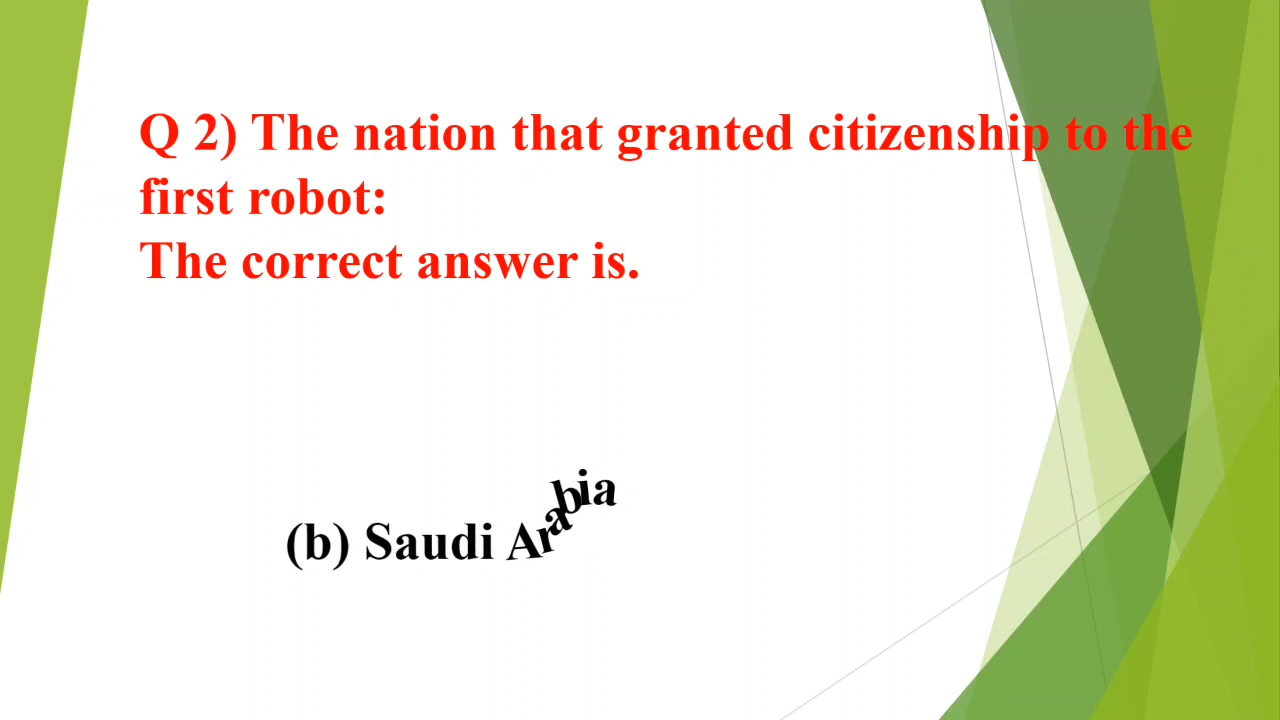 Q 2) The nation that granted citizenship to the
first robot:
The correct answer is.
(b) Saudi Arabia